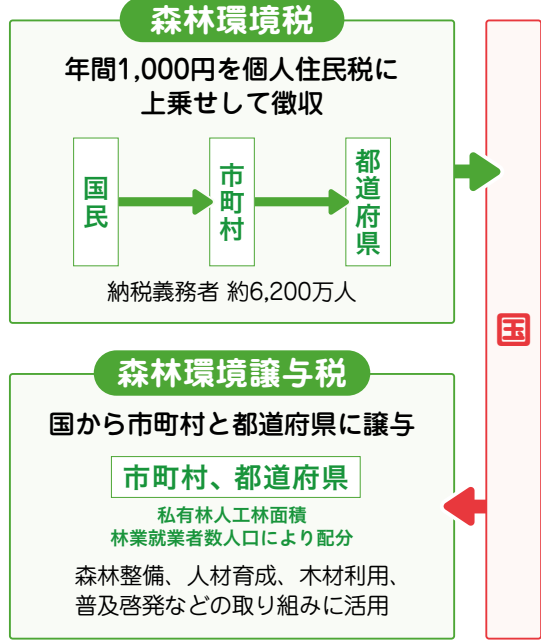 森林環境税
年間1,000円を個人住民税に
上乗せして徴収
国民
市町村
都道府県
納税義務者 約6,200万人
国
森林環境譲与税
国から市町村と都道府県に譲与
市町村、都道府県
私有林人工林面積
林業就業者数人口により配分
森林整備、人材育成、木材利用、
普及啓発などの取り組みに活用